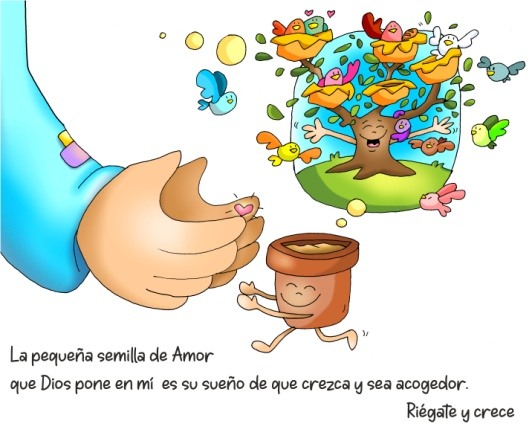 La pequeña semilla de Amor
que Dios pone en mí es su sueño de que crezca y sea acogedor.
Riégate y crece